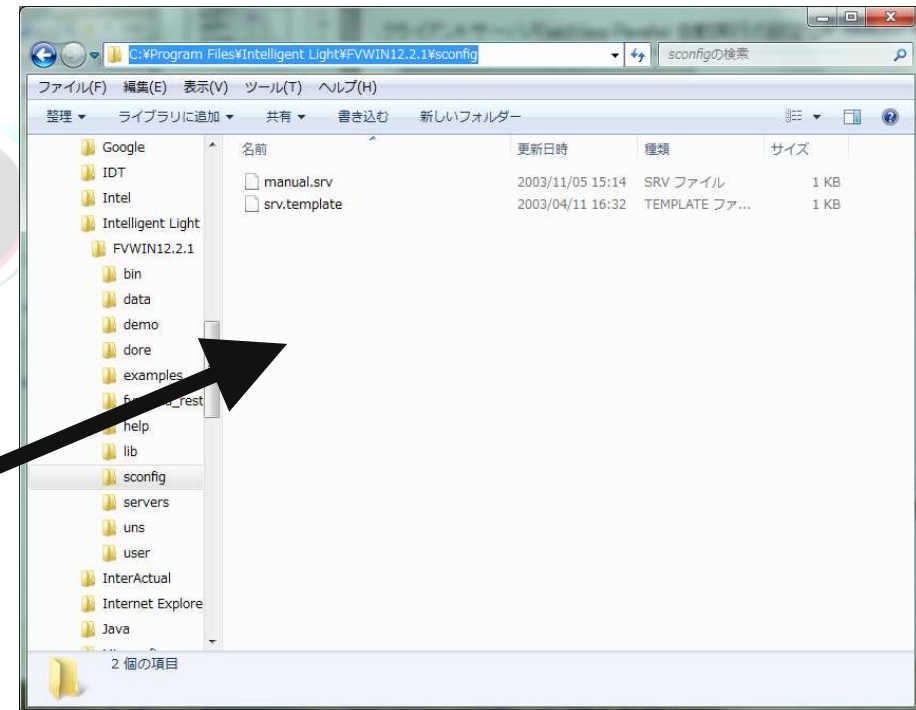 C:¥Program Files¥Intelligent Light¥FVWIN12.2.1¥sconfig
sconfigの検索
ファイル(F) 編集(E) 表示(V) ツール(T) ヘルプ(H)
整理 ライブラリに追加 共有 書き込む 新しいフォルダー
名前 更新日時 種類 サイズ
manual.srv 2003/11/05 15:14 SRV ファイル 1 KB
srv.template 2003/04/11 16:32 TEMPLATE ファ... 1 KB
Google
IDT
Intel
Intelligent Light
FVWIN12.2.1
bin
data
demo
dore
examples
help
lib
sconfig
servers
uns
user
InterActual
Internet Explore
Java
2 個の項目